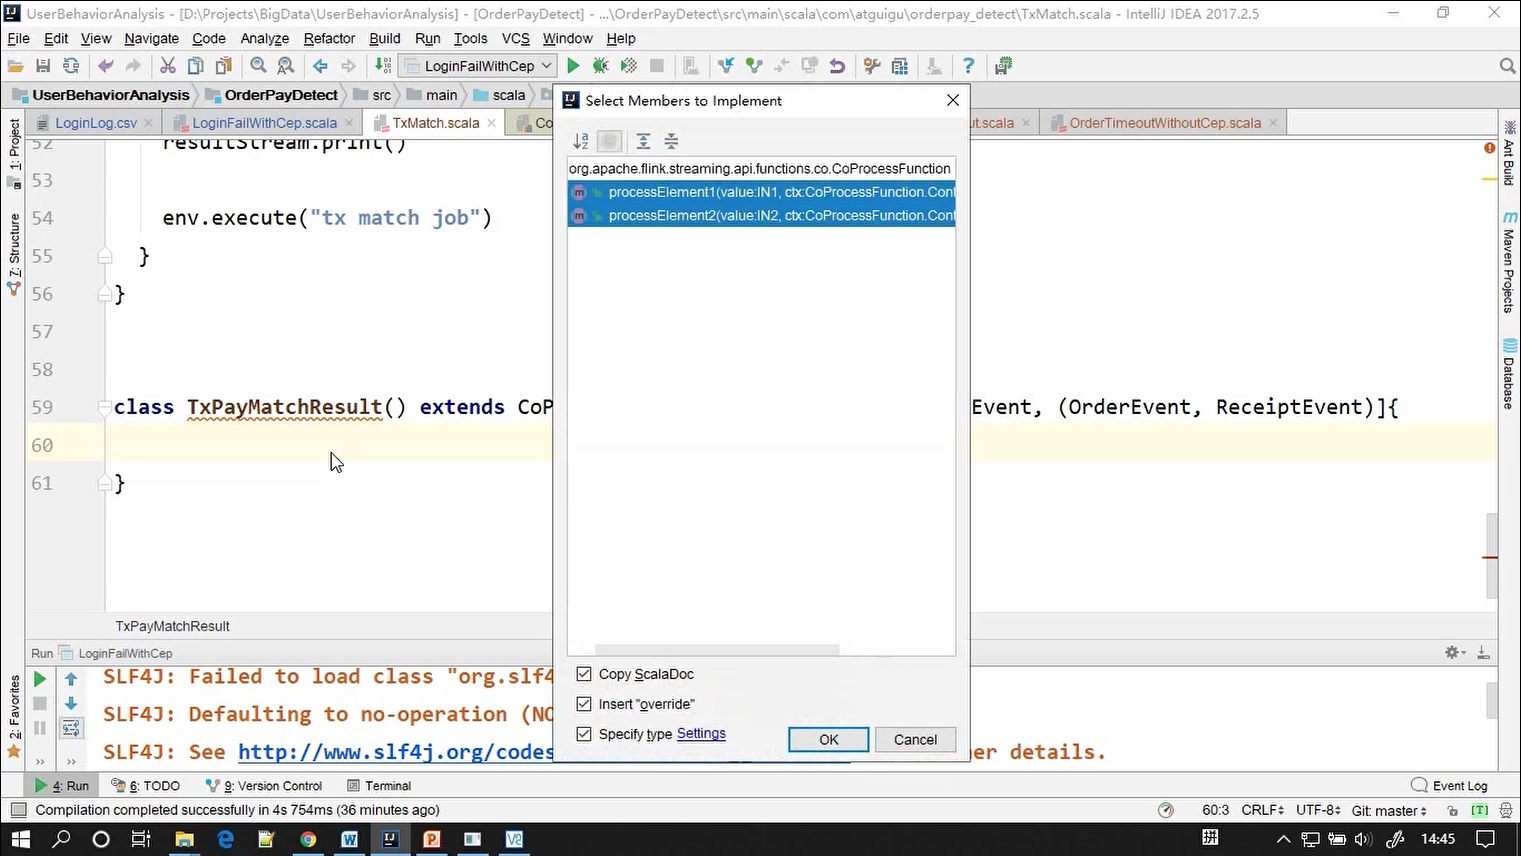 UserBehaviorAnalysis - [D:\Projects\BigData\UserBehaviorAnalysis] - [OrderPayDetect] - ...\OrderPayDetect\src\main\scala\com\atguigu\orderpay_detect\TxMatch.scala - IntelliJ IDEA 2017.2.5
File Edit View Navigate Code Analyze Refactor Build Run Tools VCS Window Help
LoginFailWithCep
UserBehaviorAnalysis OrderPayDetect src main scala
LoginLog.csv LoginFailWithCep.scala TxMatch.scala Co ut.scala OrderTimeoutWithoutCep.scala
1: Project
7: Structure
2: Favorites
Ant Build
Maven Projects
Database
52 resultStream.print()
53
54 env.execute("tx match job")
55 }
56 }
57
58
59 class TxPayMatchResult() extends CoP Event, (OrderEvent, ReceiptEvent)]{
60
61 }
TxPayMatchResult
Select Members to Implement
org.apache.flink.streaming.api.functions.co.CoProcessFunction
processElement1(value:IN1, ctx:CoProcessFunction.Cont
processElement2(value:IN2, ctx:CoProcessFunction.Cont
Copy ScalaDoc
Insert "override"
Specify type Settings
OK Cancel
Run LoginFailWithCep
SLF4J: Failed to load class "org.slf4
SLF4J: Defaulting to no-operation (NO
SLF4J: See http://www.slf4j.org/codes er details.
4: Run 6: TODO 9: Version Control Terminal Event Log
Compilation completed successfully in 4s 754ms (36 minutes ago) 60:3 CRLF UTF-8 Git: master [T]
拼 14:45